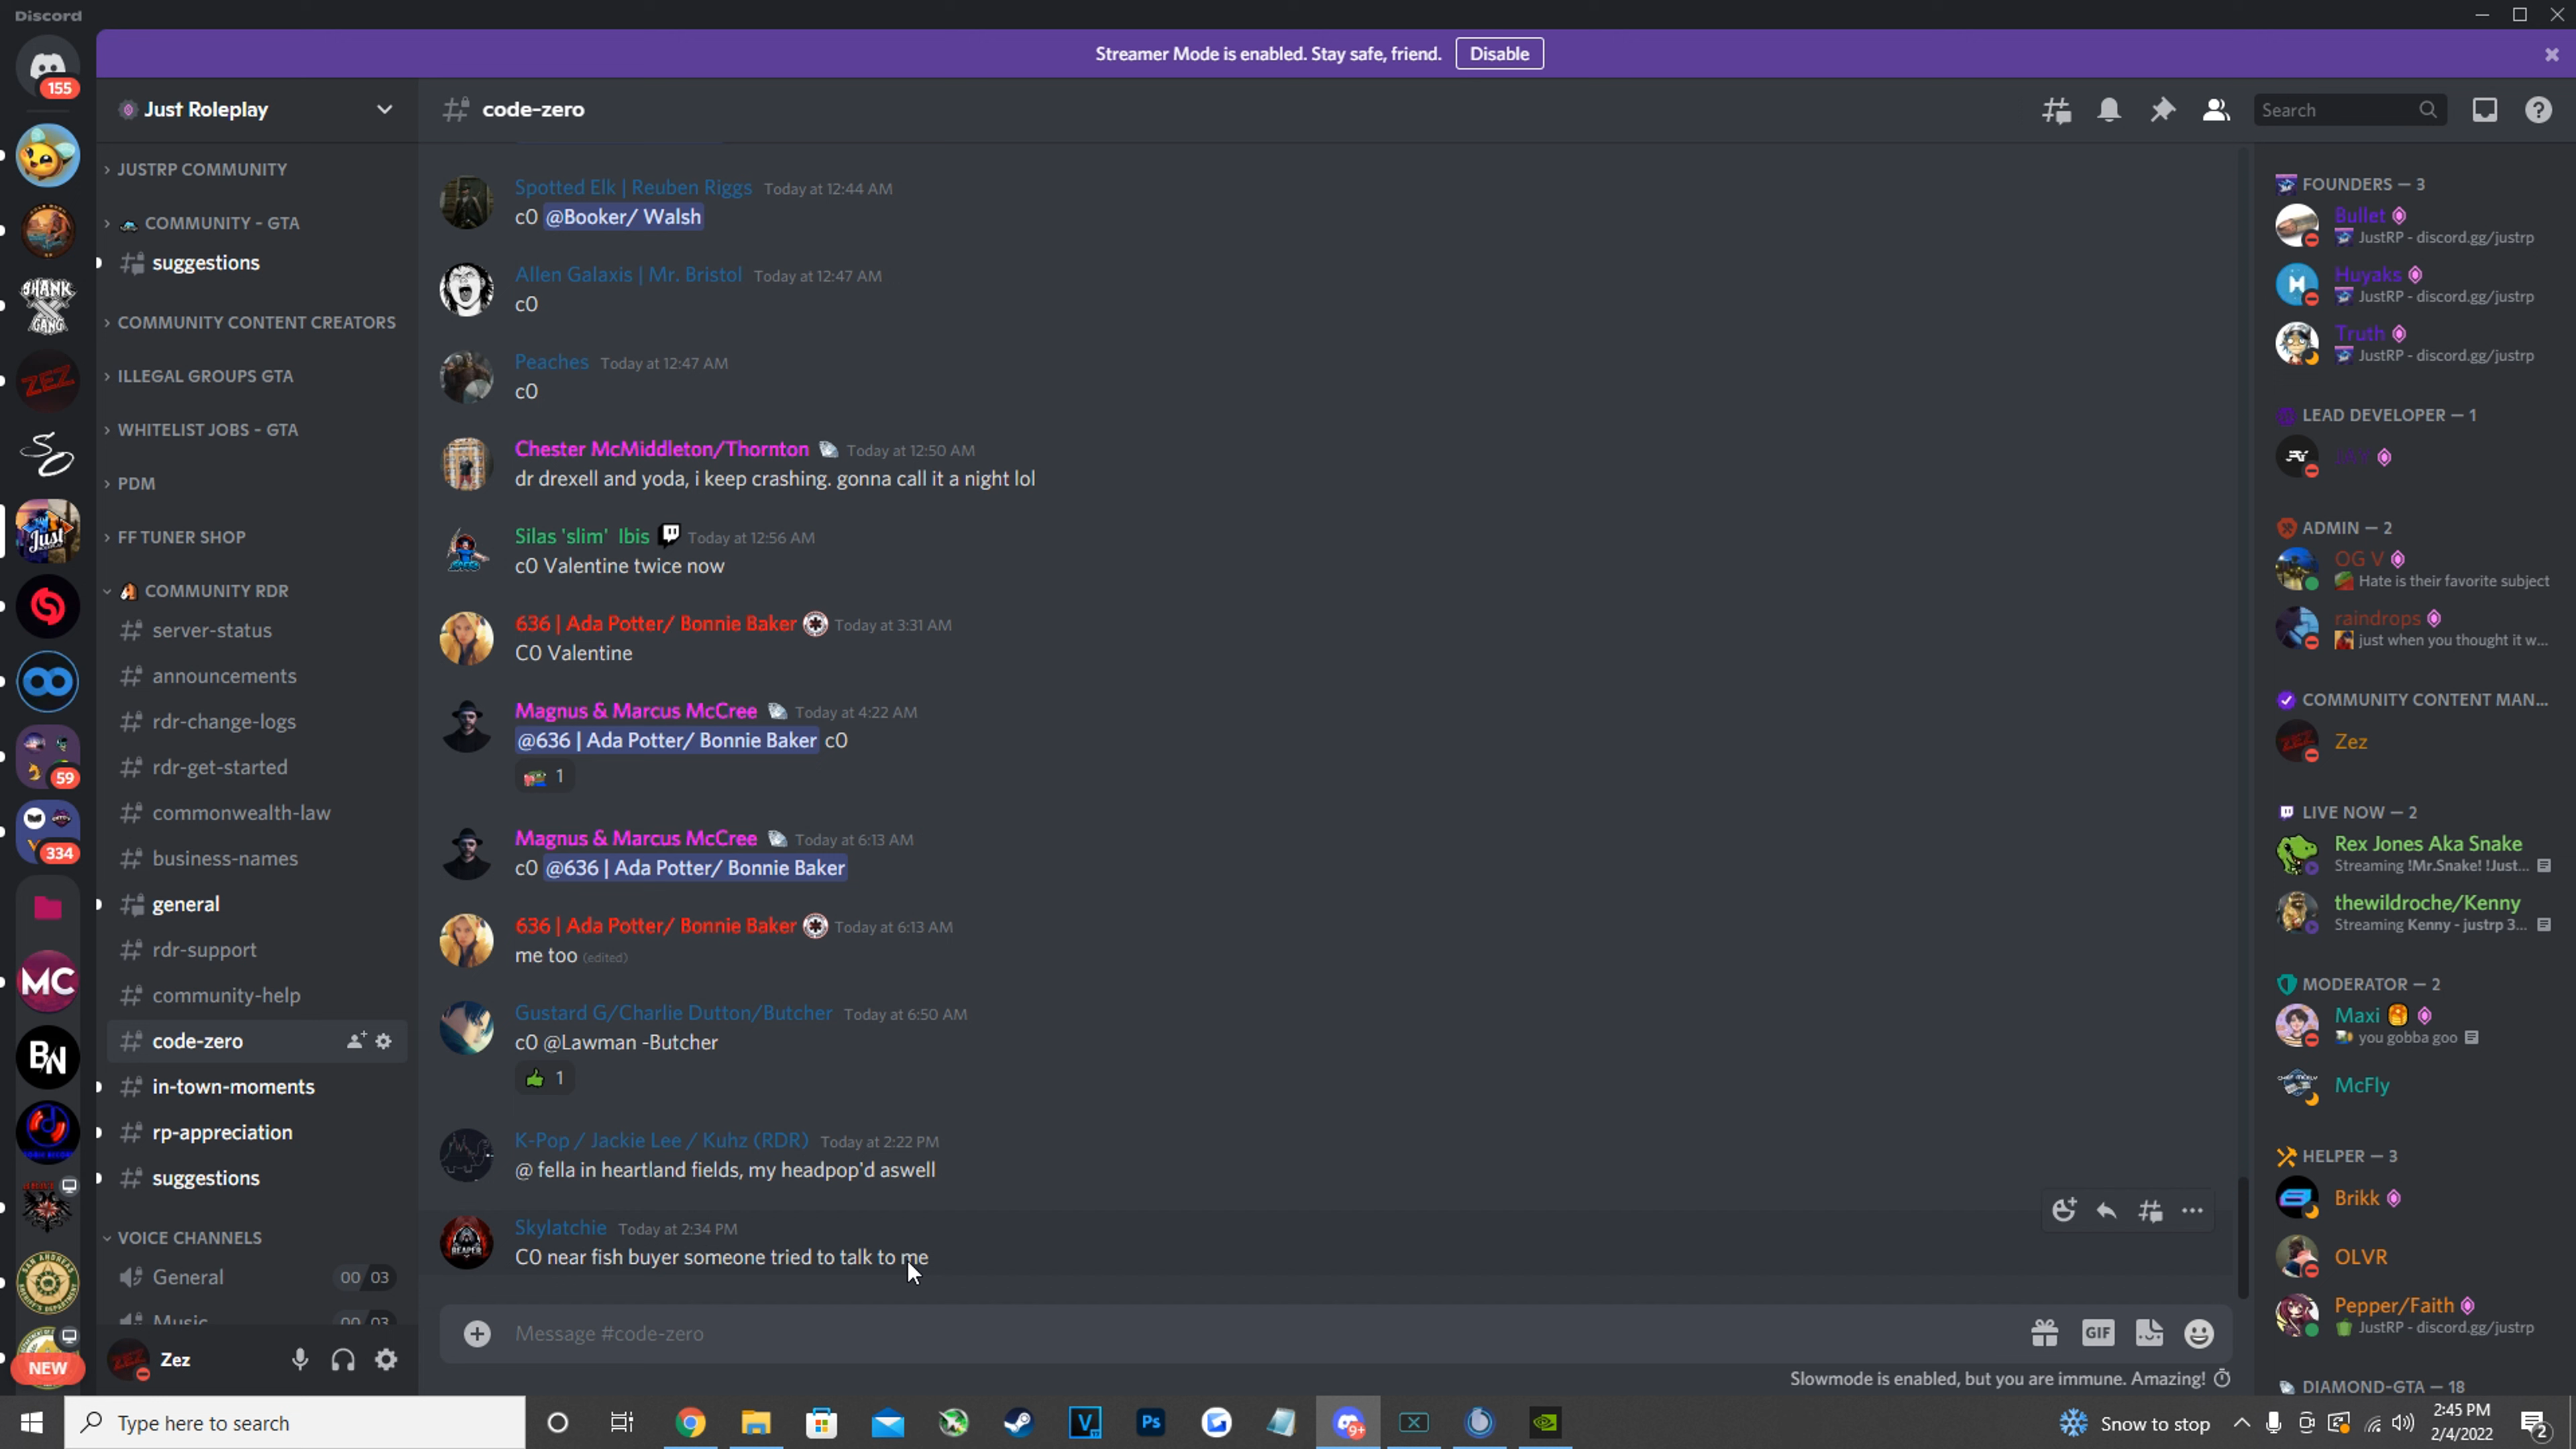 Discord
Streamer Mode is enabled. Stay safe, friend. Disable
155
Just Roleplay
code-zero
Search
JUSTRP COMMUNITY
COMMUNITY - GTA
suggestions
COMMUNITY CONTENT CREATORS
ILLEGAL GROUPS GTA
WHITELIST JOBS - GTA
PDM
FF TUNER SHOP
COMMUNITY RDR
server-status
announcements
rdr-change-logs
rdr-get-started
commonwealth-law
business-names
general
rdr-support
community-help
code-zero
in-town-moments
rp-appreciation
suggestions
VOICE CHANNELS
General 00 03
Music 00 03
Zez
SHANK
GANG
ZEZ
SO
Just
59
334
MC
BN
NEW
Spotted Elk | Reuben Riggs Today at 12:44 AM
c0 @Booker/ Walsh
Allen Galaxis | Mr. Bristol Today at 12:47 AM
c0
Peaches Today at 12:47 AM
c0
Chester McMiddleton/Thornton Today at 12:50 AM
dr drexell and yoda, i keep crashing. gonna call it a night lol
Silas 'slim' Ibis Today at 12:56 AM
c0 Valentine twice now
636 | Ada Potter/ Bonnie Baker Today at 3:31 AM
C0 Valentine
Magnus & Marcus McCree Today at 4:22 AM
@636 | Ada Potter/ Bonnie Baker c0
1
Magnus & Marcus McCree Today at 6:13 AM
c0 @636 | Ada Potter/ Bonnie Baker
636 | Ada Potter/ Bonnie Baker Today at 6:13 AM
me too (edited)
Gustard G/Charlie Dutton/Butcher Today at 6:50 AM
c0 @Lawman -Butcher
1
K-Pop / Jackie Lee / Kuhz (RDR) Today at 2:22 PM
@ fella in heartland fields, my headpop'd aswell
REAPER
Skylatchie Today at 2:34 PM
C0 near fish buyer someone tried to talk to me
Message #code-zero
GIF
Slowmode is enabled, but you are immune. Amazing!
FOUNDERS — 3
Bullet
JustRP - discord.gg/justrp
Huyaks
JustRP - discord.gg/justrp
Truth
JustRP - discord.gg/justrp
LEAD DEVELOPER — 1
JAY
ADMIN — 2
OG V
Hate is their favorite subject
raindrops
just when you thought it w...
COMMUNITY CONTENT MAN...
Zez
LIVE NOW — 2
Rex Jones Aka Snake
Streaming !Mr.Snake! !Just...
thewildroche/Kenny
Streaming Kenny - justrp 3...
MODERATOR — 2
Maxi
you gobba goo
McFly
HELPER — 3
Brikk
OLVR
Pepper/Faith
JustRP - discord.gg/justrp
DIAMOND-GTA — 18
Type here to search
V
Ps
9+
Snow to stop
2:45 PM
2/4/2022
2